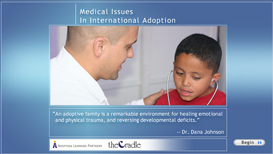 Medical Issues
In International Adoption
"An adoptive family is a remarkable environment for healing emotional
and physical trauma, and reversing developmental deficits."
-- Dr. Dana Johnson
Adoption Learning Partners
theCradle
Begin